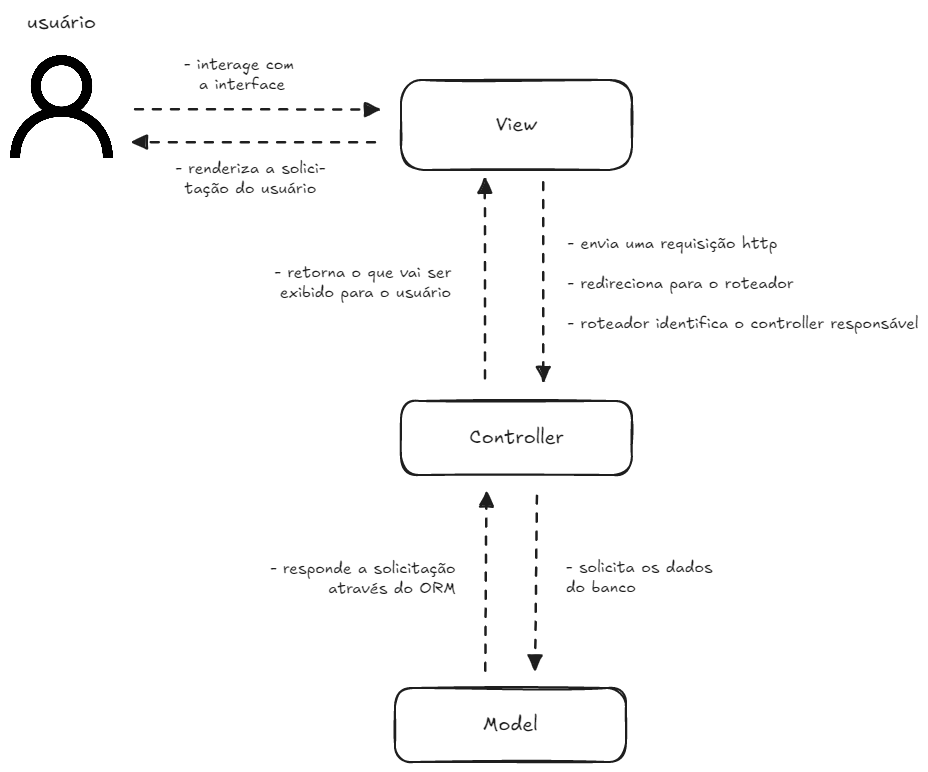 usuário
- interage com
a interface
View
- renderiza a solici-
tação do usuário
- envia uma requisição http
- retorna o que vai ser
exibido para o usuário
- redireciona para o roteador
- roteador identifica o controller responsável
Controller
- responde a solicitação
através do ORM
- solicita os dados
do banco
Model